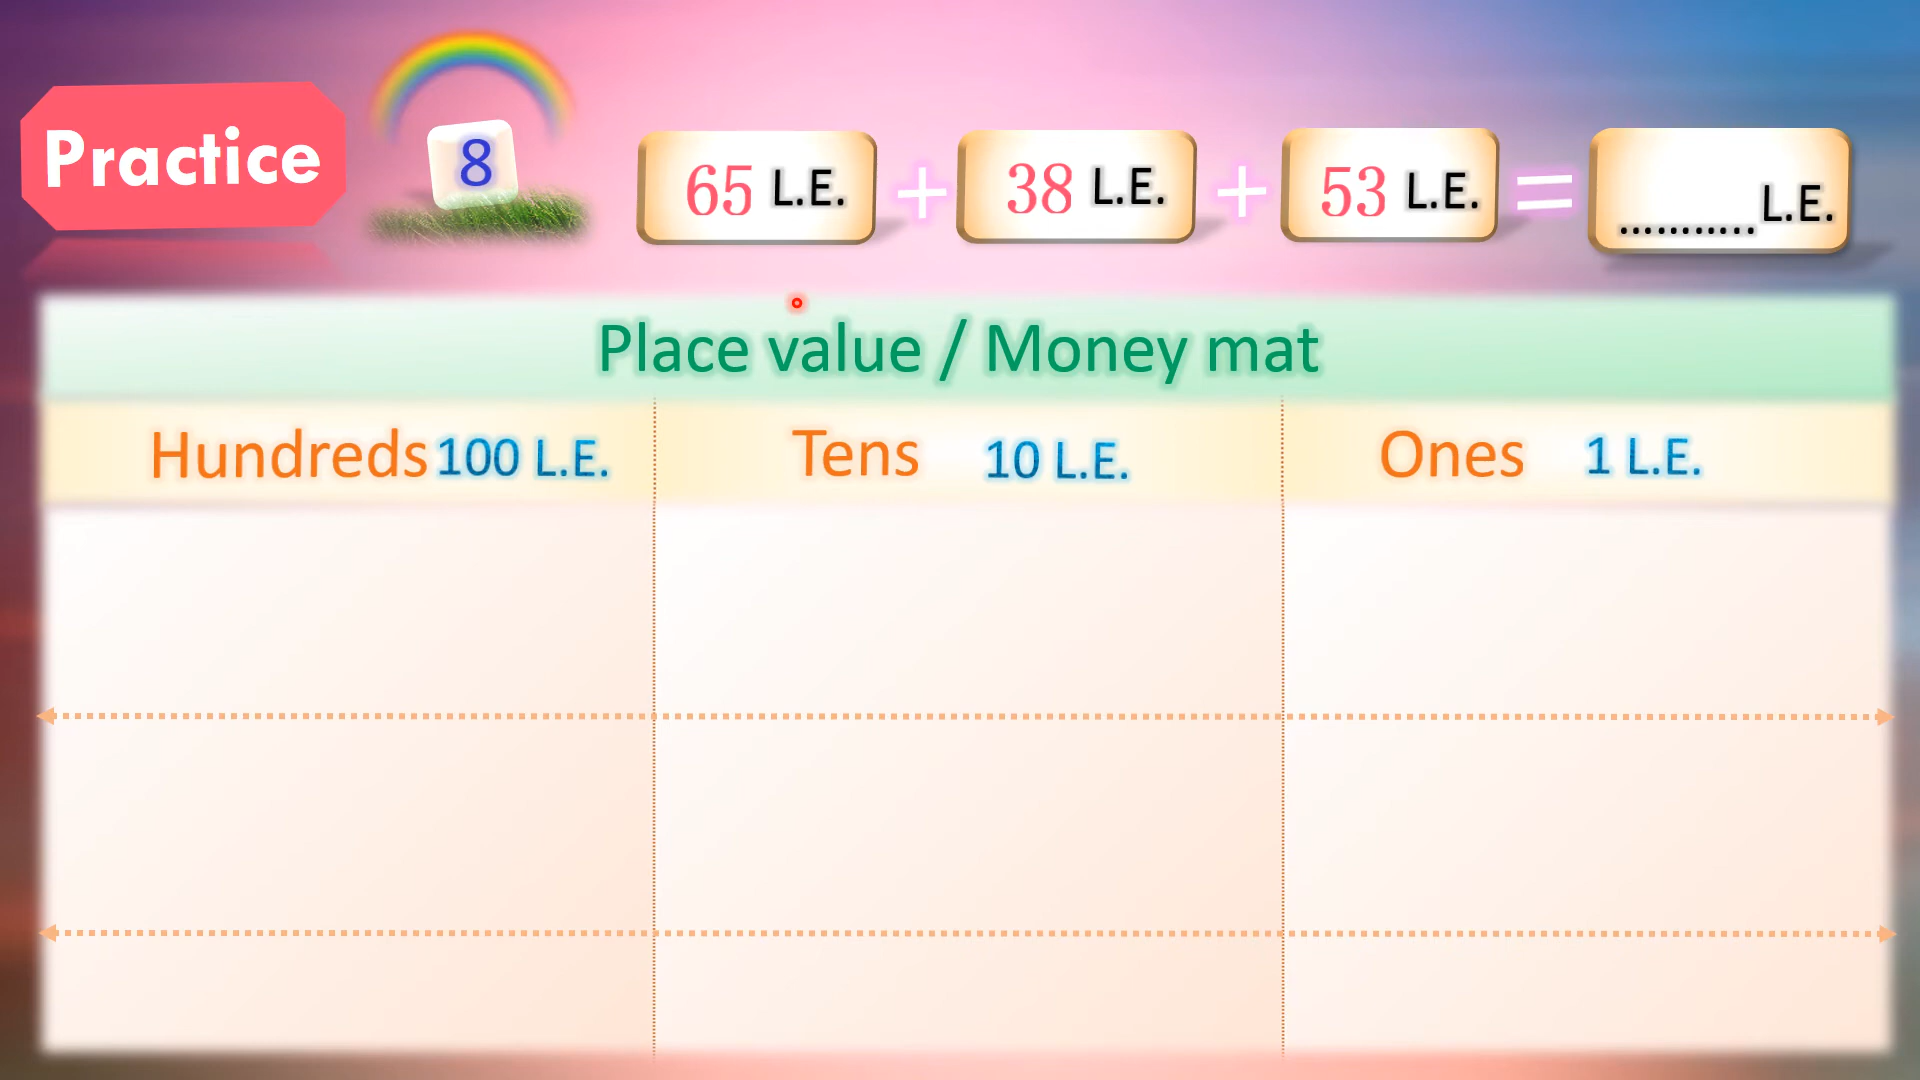 Practice 8
65 L.E. + 38 L.E. + 53 L.E. = ........... L.E.
Place value / Money mat
Hundreds 100 L.E. Tens 10 L.E. Ones 1 L.E.